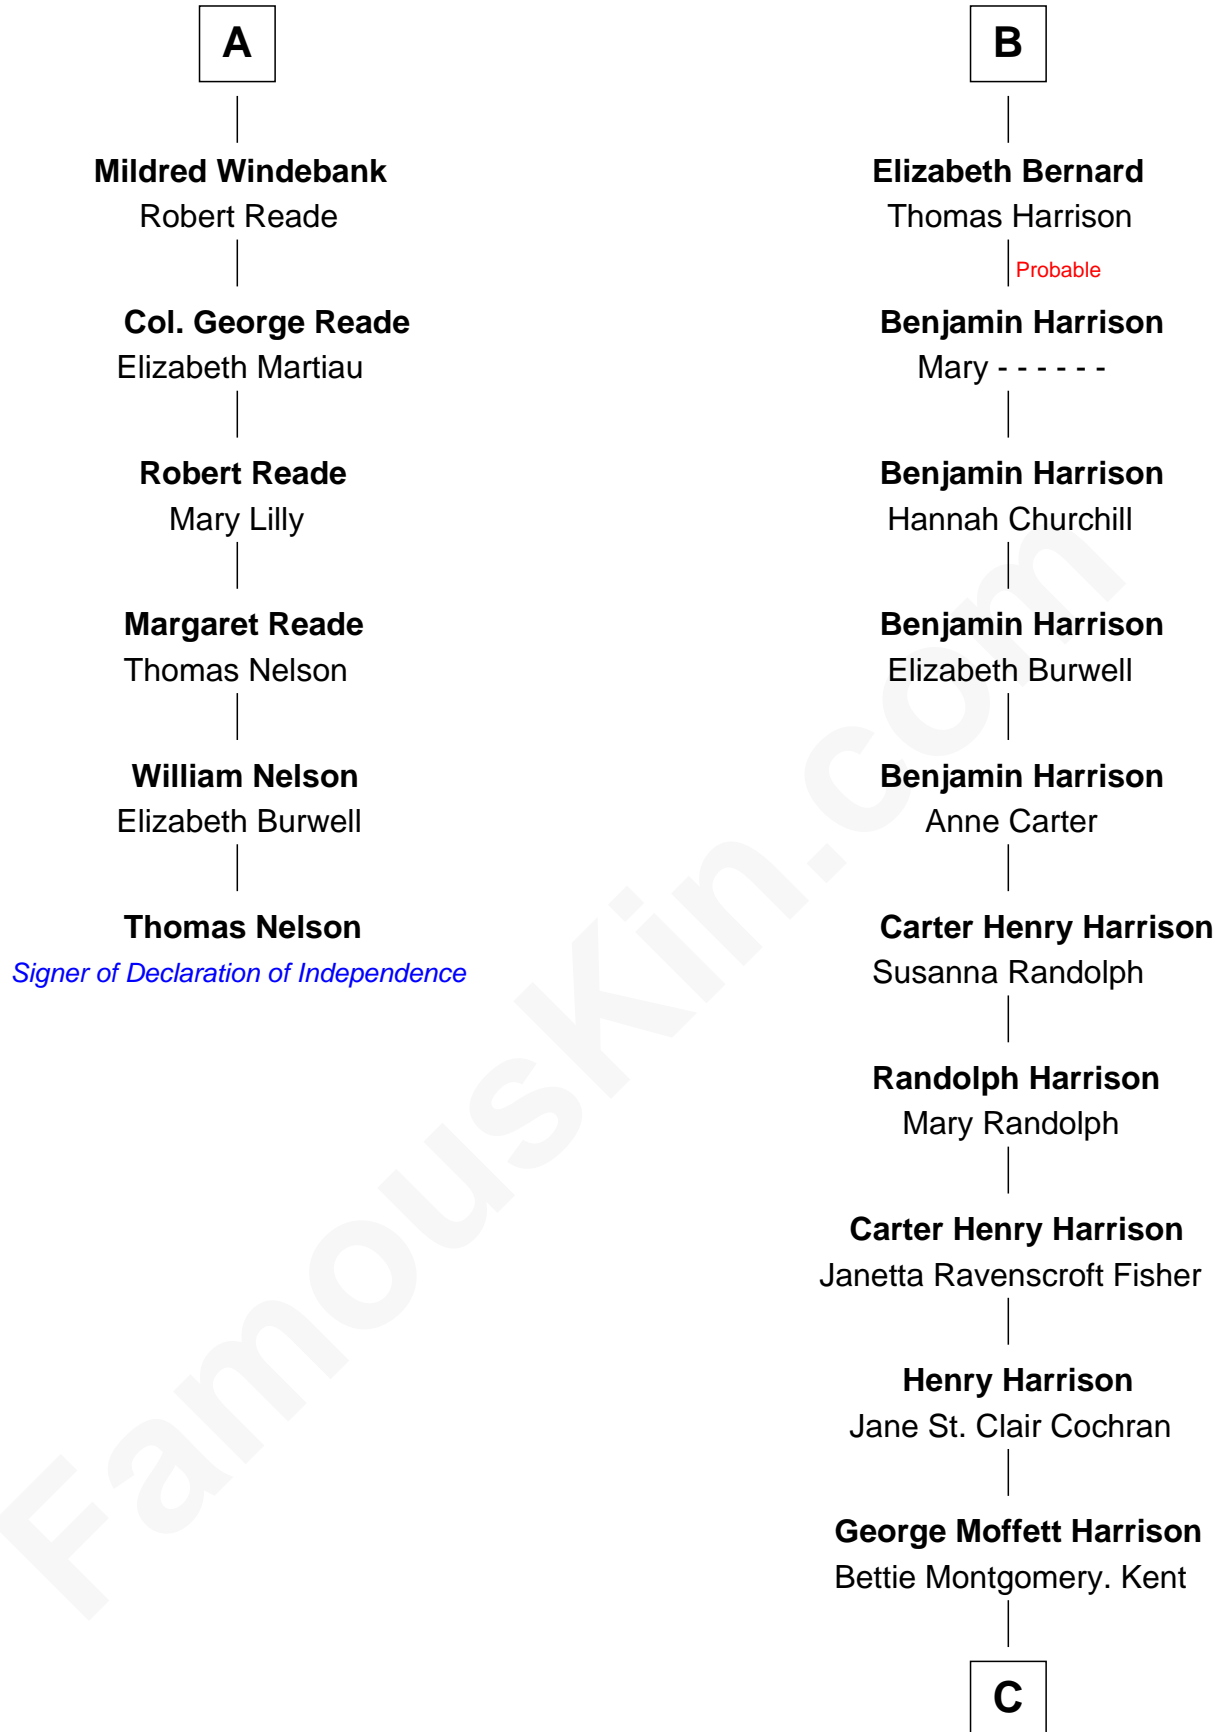 A
Mildred Windebank
Robert Reade
Col. George Reade
Elizabeth Martiau
Robert Reade
Mary Lilly
Margaret Reade
Thomas Nelson
William Nelson
Elizabeth Burwell
Thomas Nelson
Signer of Declaration of Independence
B
Elizabeth Bernard
Thomas Harrison
Probable
Benjamin Harrison
Mary - - - - - -
Benjamin Harrison
Hannah Churchill
Benjamin Harrison
Elizabeth Burwell
Benjamin Harrison
Anne Carter
Carter Henry Harrison
Susanna Randolph
Randolph Harrison
Mary Randolph
Carter Henry Harrison
Janetta Ravenscroft Fisher
Henry Harrison
Jane St. Clair Cochran
George Moffett Harrison
Bettie Montgomery. Kent
C
FamousKin.com